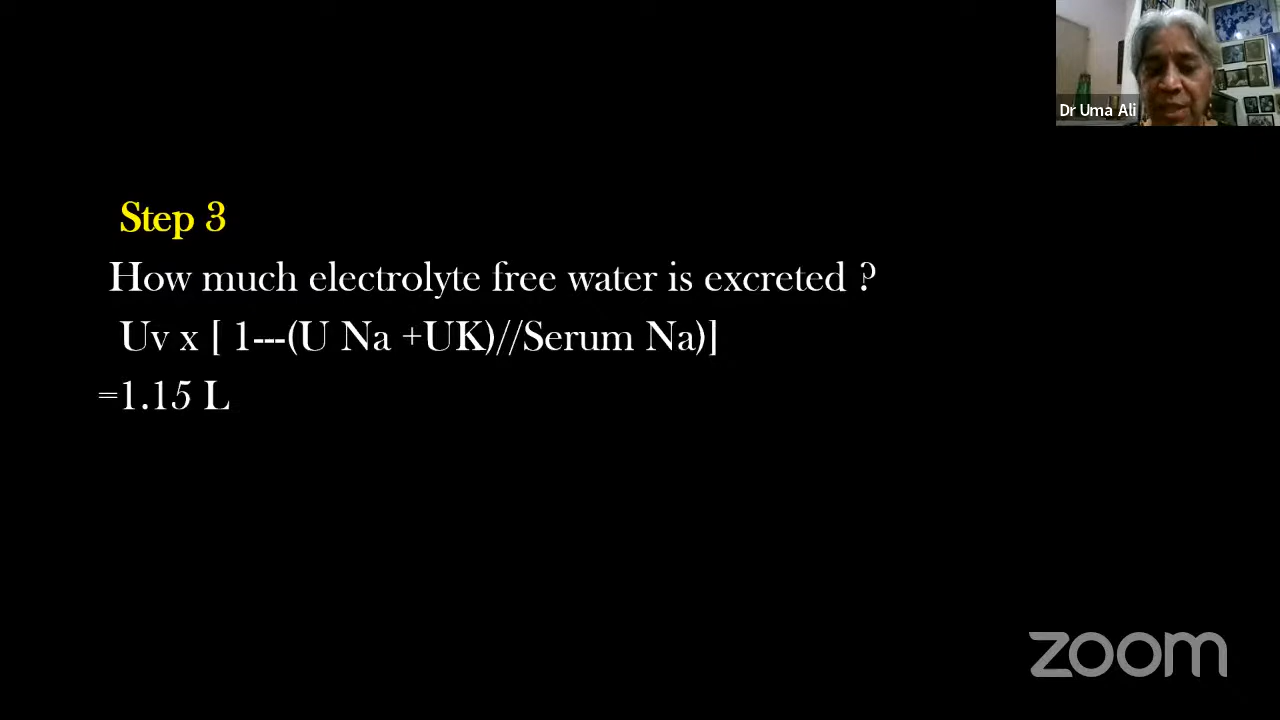 Dr Uma Ali
Step 3
How much electrolyte free water is excreted ?
Uv x [ 1---(U Na +UK)//Serum Na)]
=1.15 L
zoom